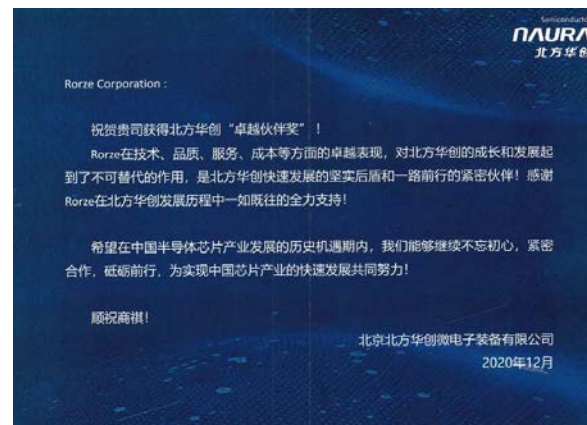 Semiconductor
NAURA
北方华创
Rorze Corporation :
祝贺贵司获得北方华创“卓越伙伴奖”！
Rorze在技术、品质、服务、成本等方面的卓越表现，对北方华创的成长和发展起
到了不可替代的作用，是北方华创快速发展的坚实后盾和一路前行的紧密伙伴！感谢
Rorze在北方华创发展历程中一如既往的全力支持！
希望在中国半导体芯片产业发展的历史机遇期内，我们能够继续不忘初心，紧密
合作，砥砺前行，为实现中国芯片产业的快速发展共同努力！
顺祝商祺！
北京北方华创微电子装备有限公司
2020年12月